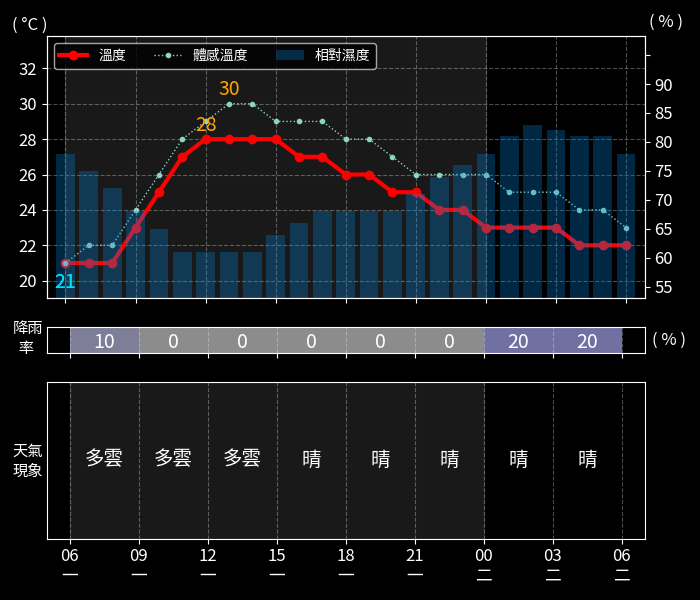 ( °C )
( % )
溫度 體感溫度 相對濕度
32
30
28
26
24
22
20
90
85
80
75
70
65
60
55
30
28
21
降雨
率
10 0 0 0 0 0 20 20
( % )
天氣
現象
多雲 多雲 多雲 晴 晴 晴 晴 晴
06 09 12 15 18 21 00 03 06
一 一 一 一 一 一 二 二 二